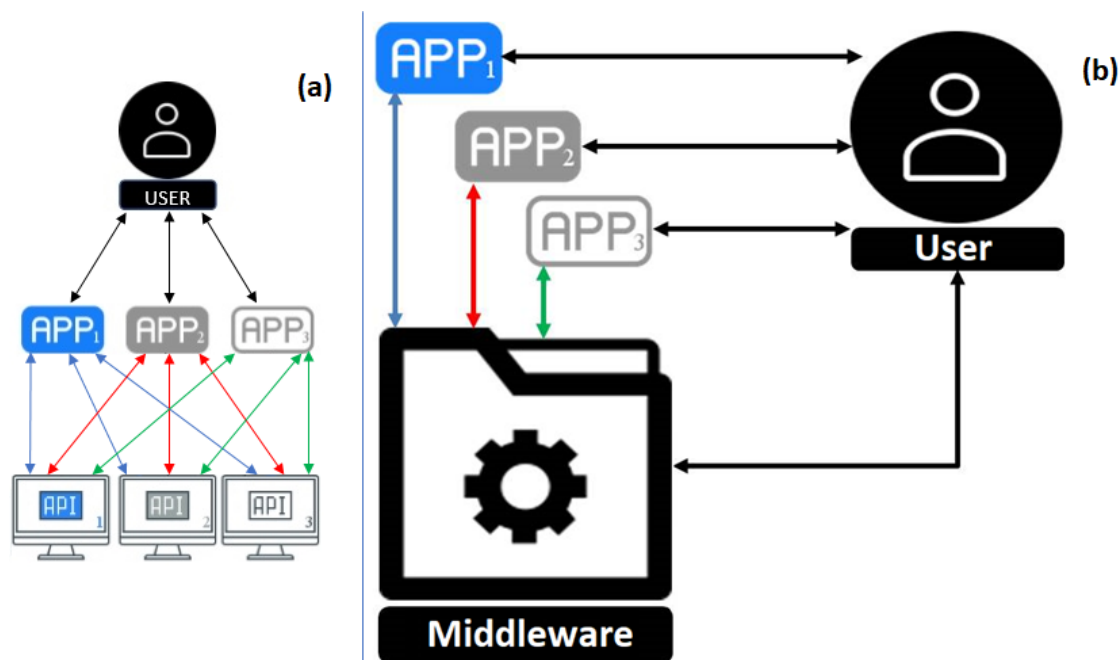 (a)
USER
APP1
APP2
APP3
API
1
API
2
API
3
(b)
APP1
APP2
APP3
User
Middleware